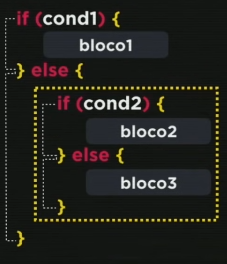 if (cond1) {
bloco1
} else {
if (cond2) {
bloco2
} else {
bloco3
}
}